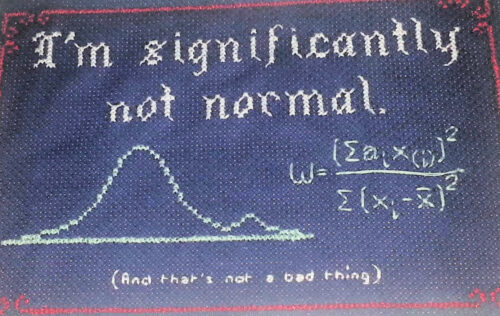 I'm significantly
not normal.
W = (Σaᵢx₍ᵢ₎)²
Σ(xᵢ-x̄)²
(And that's not a bad thing)